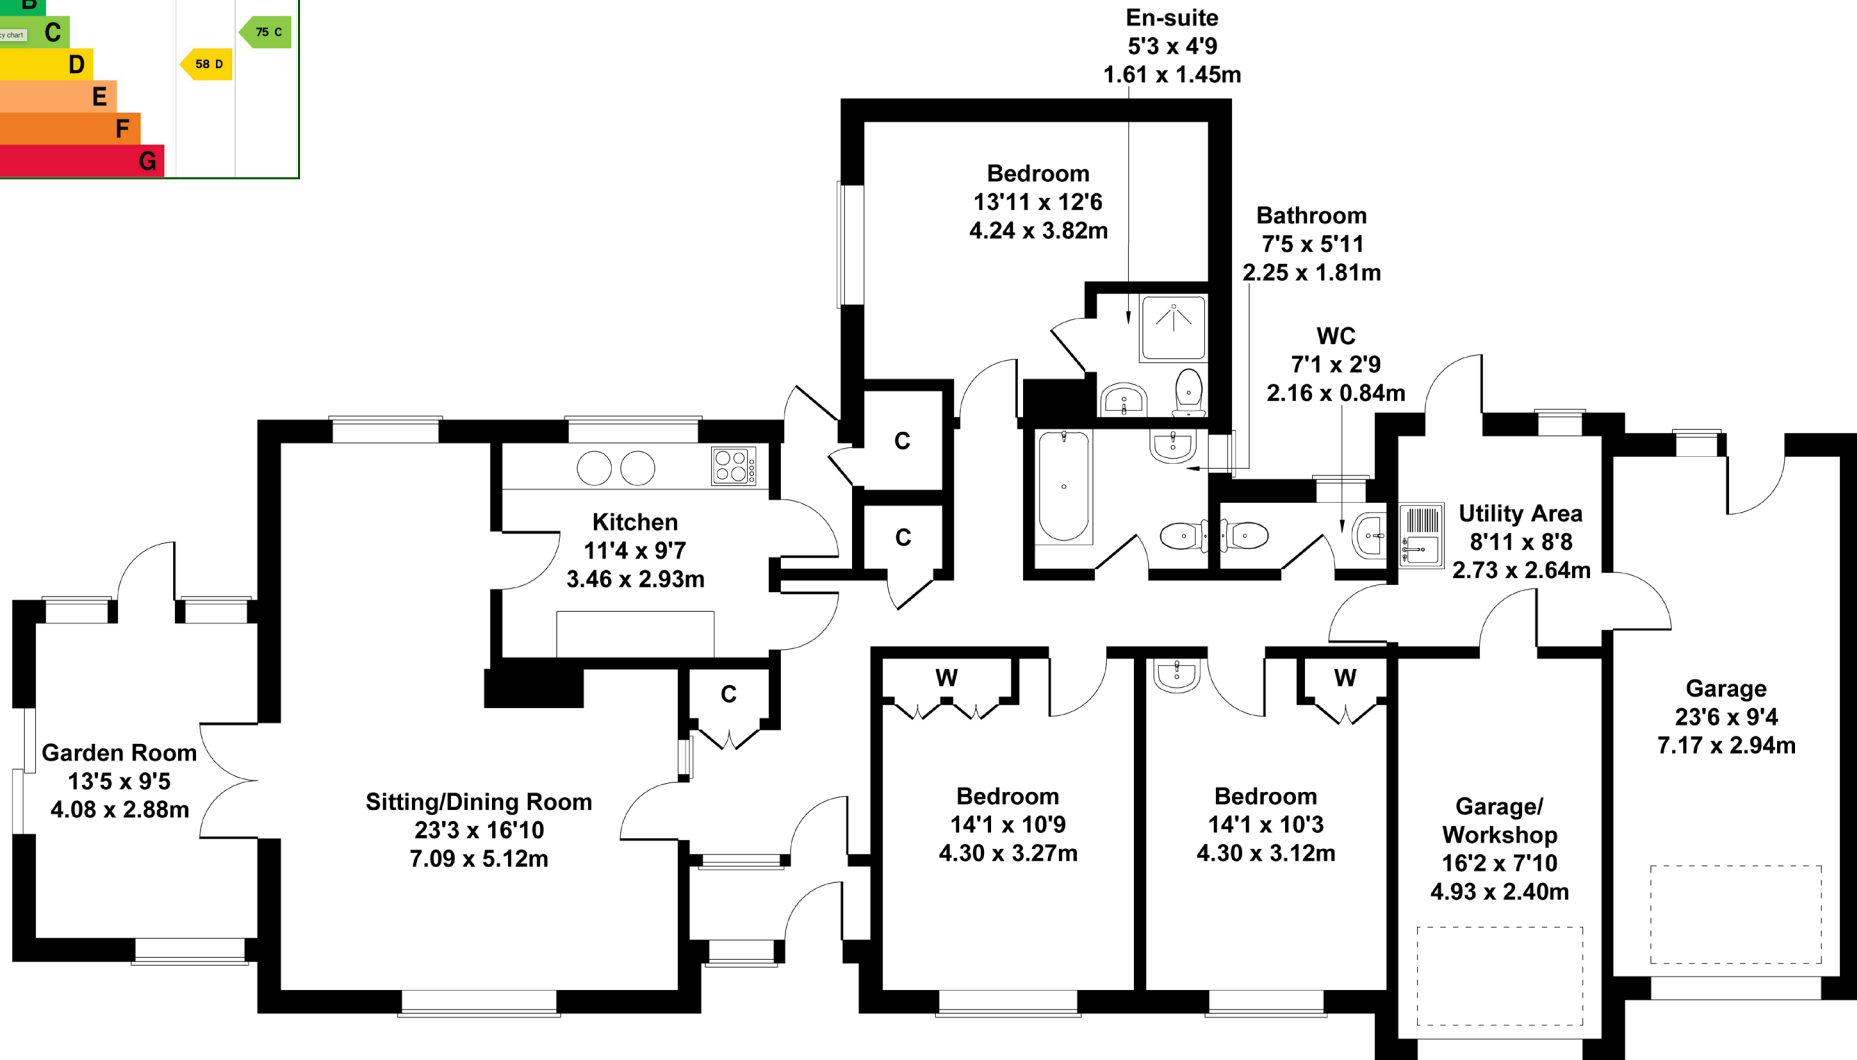 B
cy chart
C
75 C
D
58 D
E
F
G
En-suite
5'3 x 4'9
1.61 x 1.45m
Bedroom
13'11 x 12'6
4.24 x 3.82m
Bathroom
7'5 x 5'11
2.25 x 1.81m
WC
7'1 x 2'9
2.16 x 0.84m
C
Kitchen
11'4 x 9'7
3.46 x 2.93m
C
Utility Area
8'11 x 8'8
2.73 x 2.64m
C
W
W
Garage
23'6 x 9'4
7.17 x 2.94m
Garden Room
13'5 x 9'5
4.08 x 2.88m
Sitting/Dining Room
23'3 x 16'10
7.09 x 5.12m
Bedroom
14'1 x 10'9
4.30 x 3.27m
Bedroom
14'1 x 10'3
4.30 x 3.12m
Garage/
Workshop
16'2 x 7'10
4.93 x 2.40m